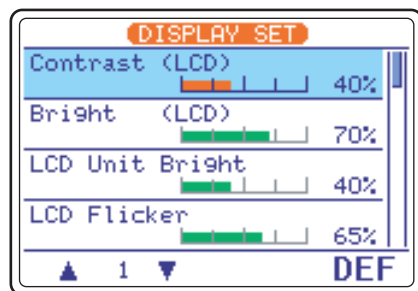 DISPLAY SET
Contrast (LCD)
40%
Bright (LCD)
70%
LCD Unit Bright
40%
LCD Flicker
65%
▲ 1 ▼ DEF